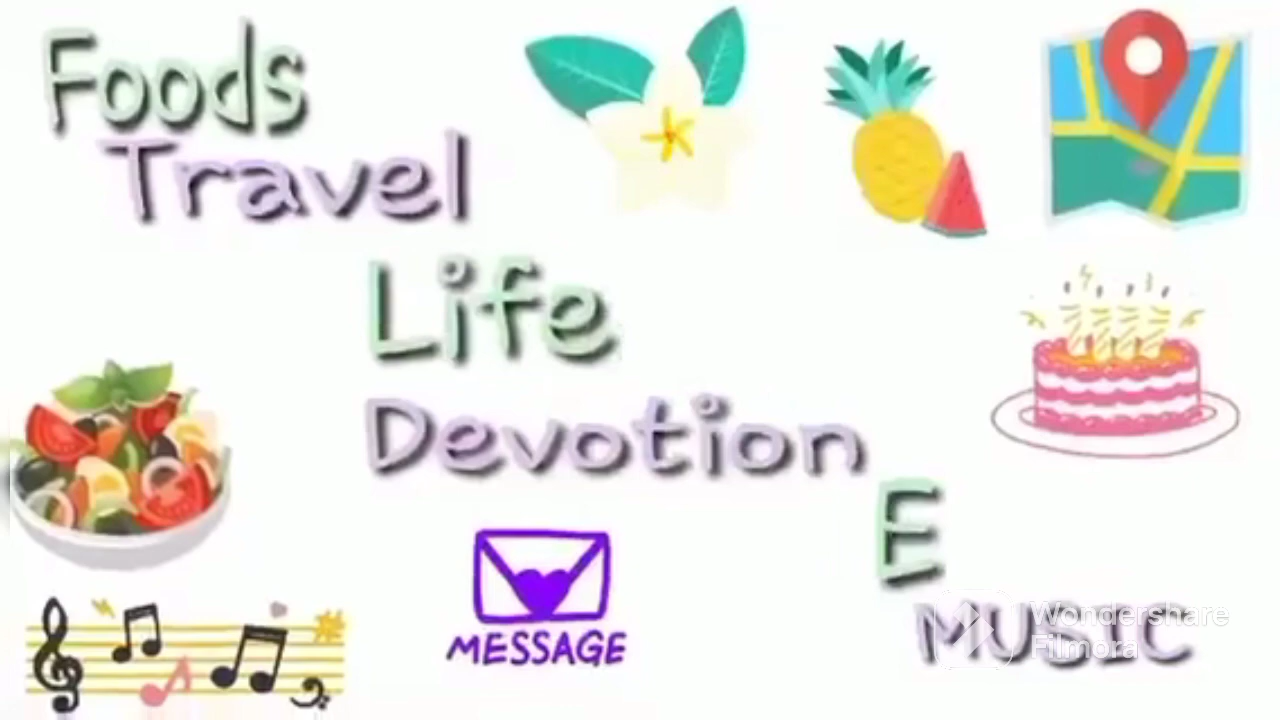 Foods
Travel
Life
Devotion
E
MUSIC
MESSAGE
Wondershare
Filmora